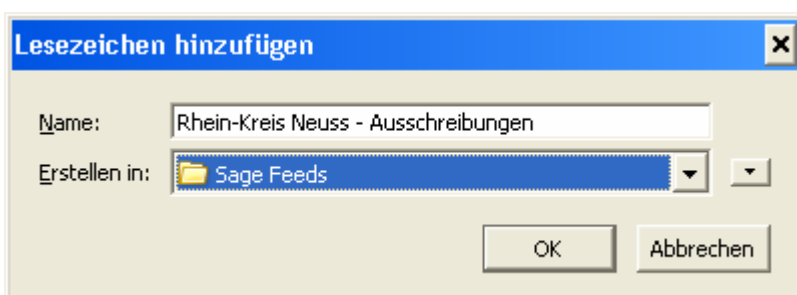 Lesezeichen hinzufügen
Name: Rhein-Kreis Neuss - Ausschreibungen
Erstellen in: Sage Feeds
OK Abbrechen